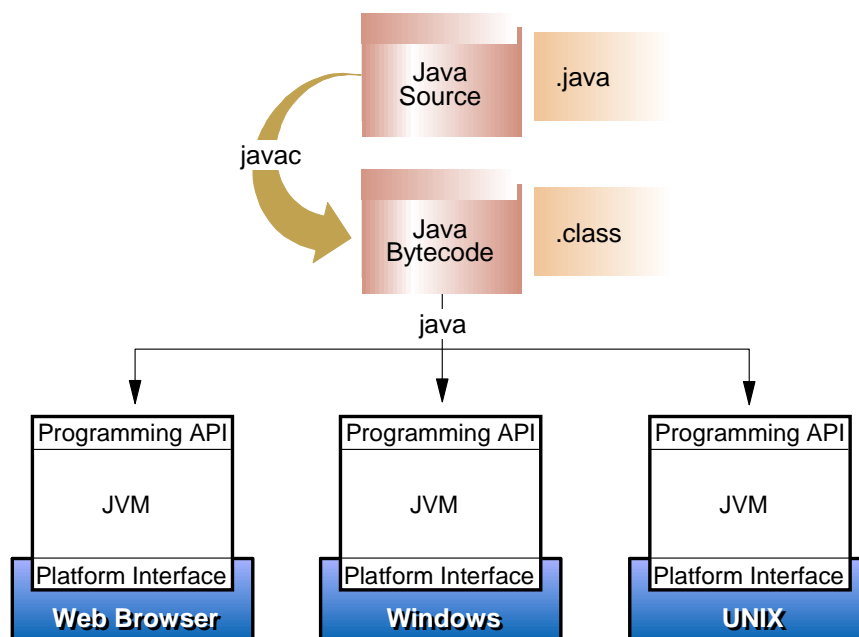 Java
Source
.java
javac
Java
Bytecode
.class
java
Programming API
JVM
Platform Interface
Web Browser
Programming API
JVM
Platform Interface
Windows
Programming API
JVM
Platform Interface
UNIX